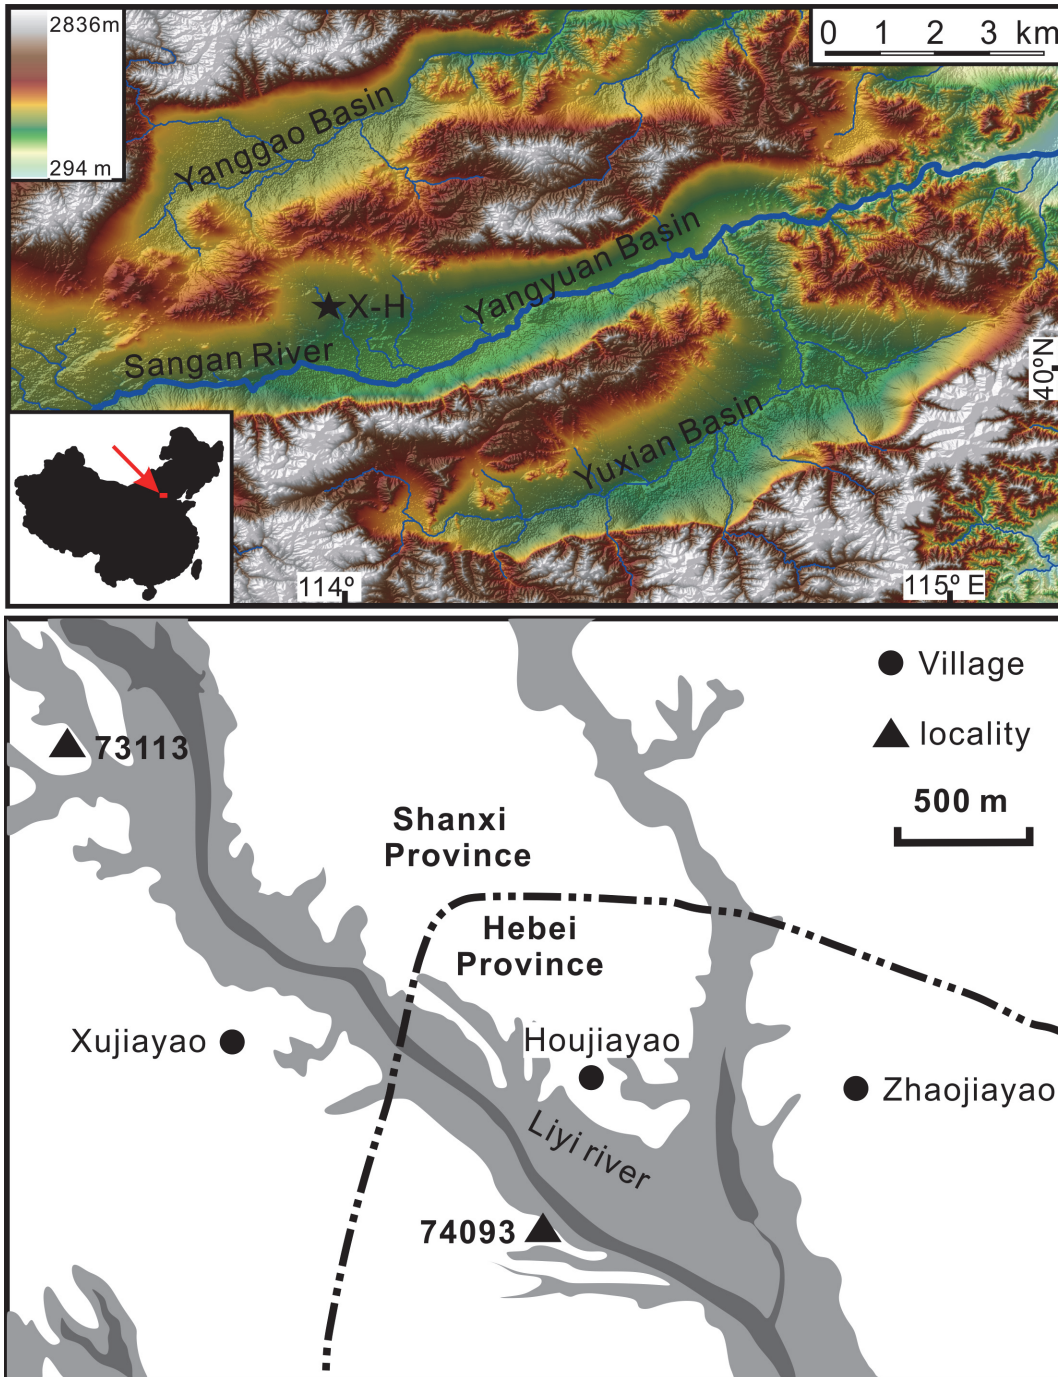 2836m
294 m
0 1 2 3 km
Yanggao Basin
Yangyuan Basin
X-H
Sangan River
Yuxian Basin
40°N
114°
115° E
Village
locality
500 m
73113
Shanxi
Province
Hebei
Province
Xujiayao
Houjiayao
Zhaojiayao
Liyi river
74093